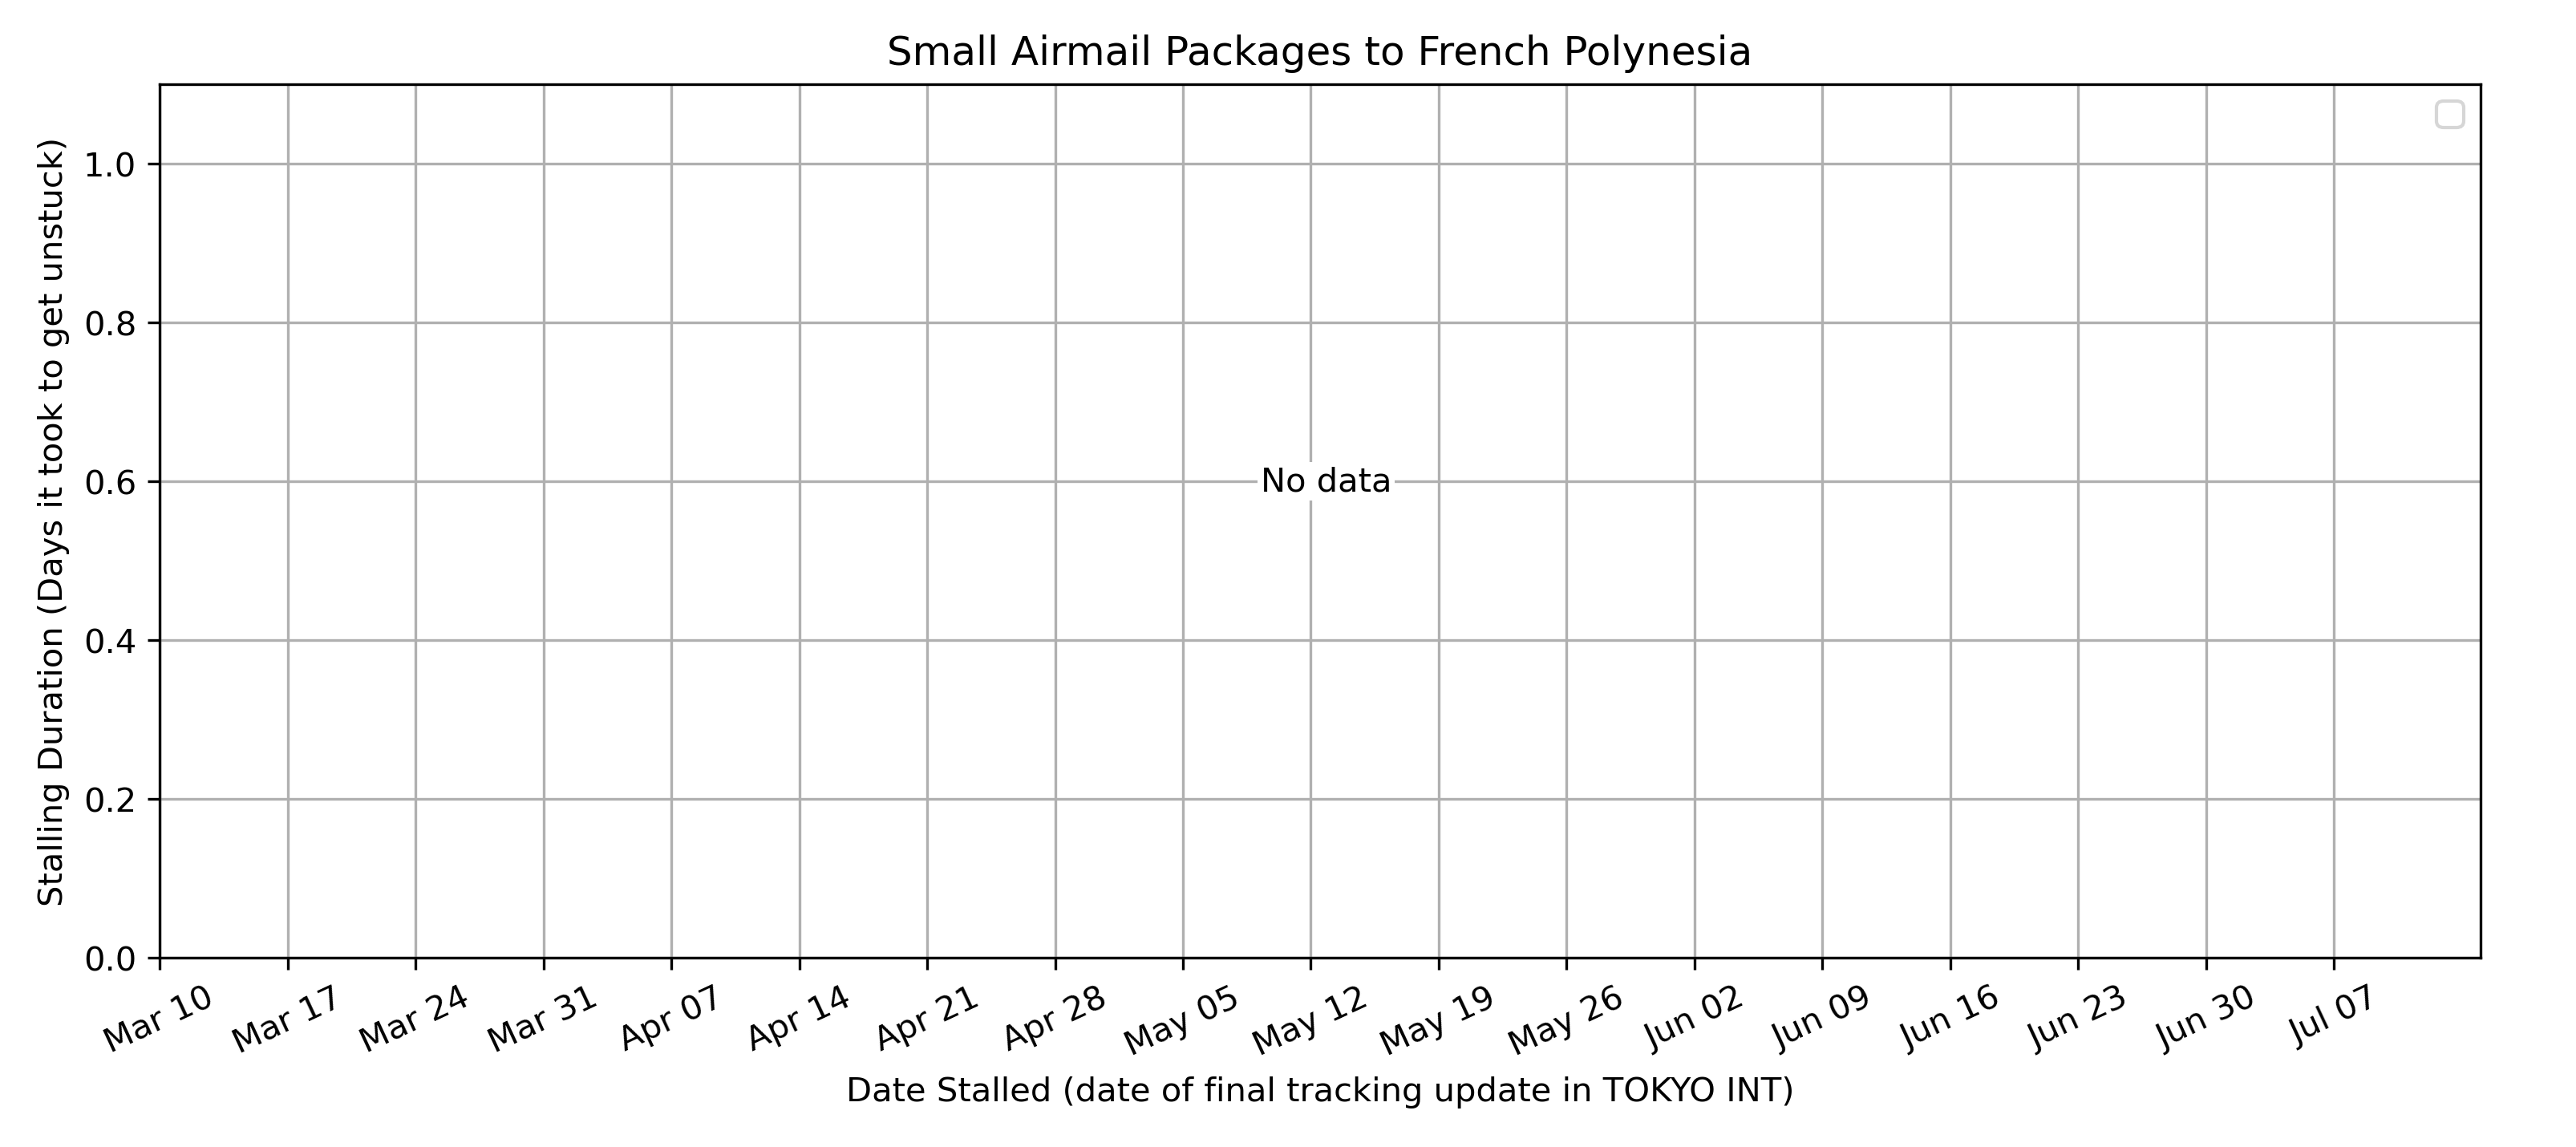 Small Airmail Packages to French Polynesia
Stalling Duration (Days it took to get unstuck)
1.0
0.8
0.6
0.4
0.2
0.0
No data
Mar 10
Mar 17
Mar 24
Mar 31
Apr 07
Apr 14
Apr 21
Apr 28
May 05
May 12
May 19
May 26
Jun 02
Jun 09
Jun 16
Jun 23
Jun 30
Jul 07
Date Stalled (date of final tracking update in TOKYO INT)